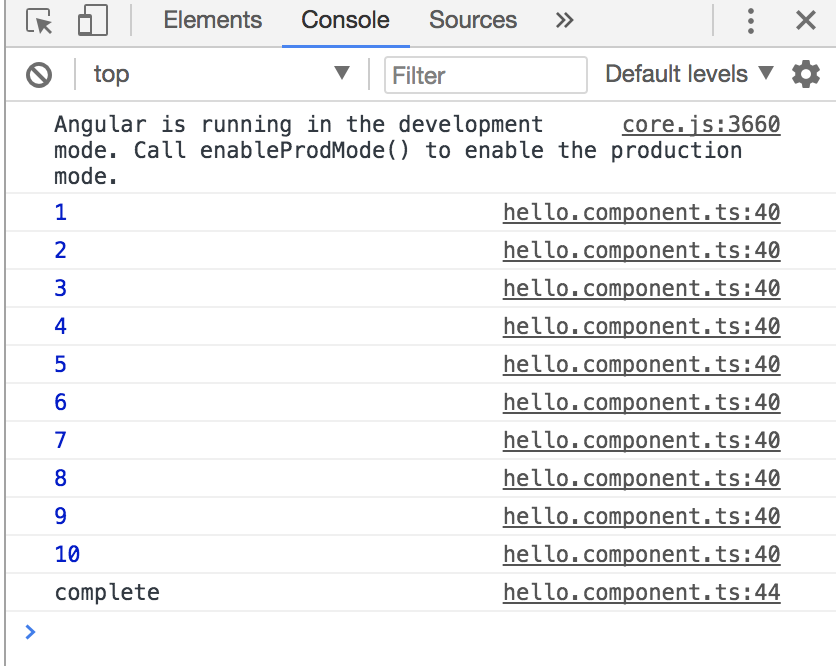 Elements Console Sources »
top ▼ Filter Default levels ▼
Angular is running in the development core.js:3660
mode. Call enableProdMode() to enable the production
mode.
1 hello.component.ts:40
2 hello.component.ts:40
3 hello.component.ts:40
4 hello.component.ts:40
5 hello.component.ts:40
6 hello.component.ts:40
7 hello.component.ts:40
8 hello.component.ts:40
9 hello.component.ts:40
10 hello.component.ts:40
complete hello.component.ts:44